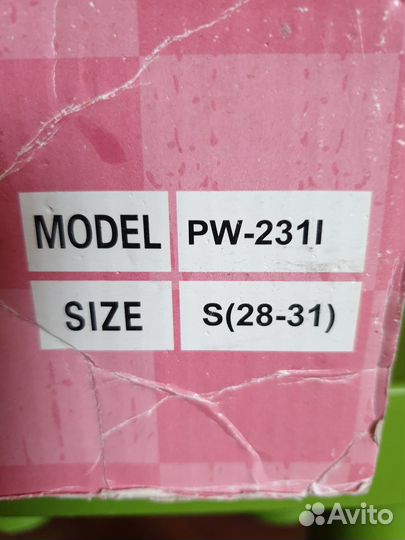 MODEL PW-231I
SIZE S(28-31)
Avito